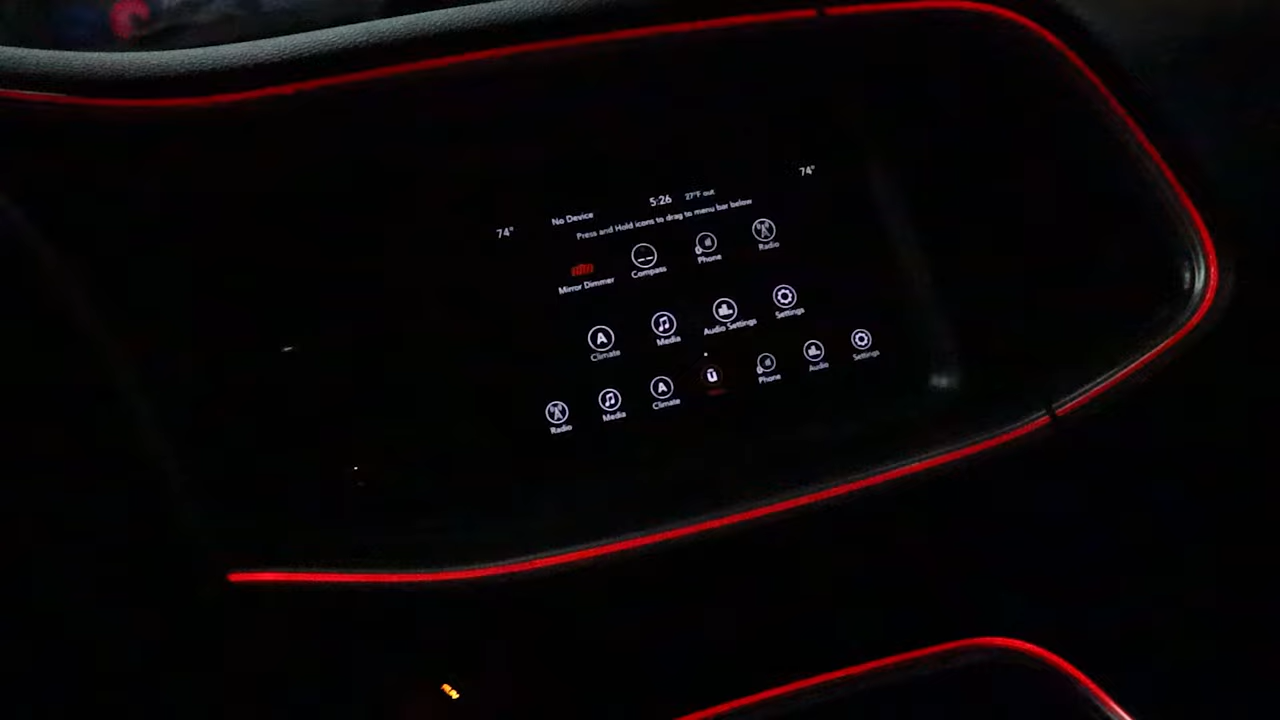 74° No Device 5:26 27°F out 74°
Press and Hold icons to drag to menu bar below
Mirror Dimmer Compass Phone Radio
A
Climate Media Audio Settings Settings
A ū
Radio Media Climate Phone Audio Settings